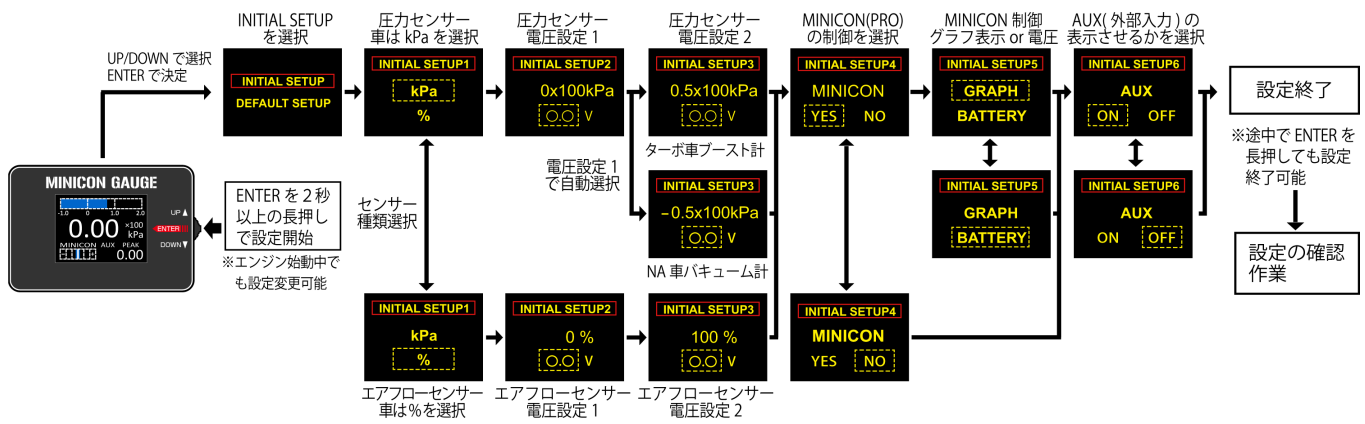 UP/DOWN で選択
ENTER で決定
MINICON GAUGE
-1.0 0 1.0 2.0
0.00 ×100 kPa
MINICON AUX PEAK
0.00
UP▲
ENTER
DOWN▼
ENTER を 2 秒
以上の長押し
で設定開始
※エンジン始動中で
も設定変更可能
INITIAL SETUP
を選択
INITIAL SETUP
DEFAULT SETUP
圧力センサー
車は kPa を選択
INITIAL SETUP1
kPa
%
センサー
種類選択
INITIAL SETUP1
kPa
%
エアフローセンサー
車は%を選択
圧力センサー
電圧設定 1
INITIAL SETUP2
0x100kPa
○.○ V
電圧設定 1
で自動選択
INITIAL SETUP2
0 %
○.○ V
エアフローセンサー
電圧設定 1
圧力センサー
電圧設定 2
INITIAL SETUP3
0.5x100kPa
○.○ V
ターボ車ブースト計
INITIAL SETUP3
−0.5x100kPa
○.○ V
NA 車バキューム計
INITIAL SETUP3
100 %
○.○ V
エアフローセンサー
電圧設定 2
MINICON(PRO)
の制御を選択
INITIAL SETUP4
MINICON
YES NO
INITIAL SETUP4
MINICON
YES NO
MINICON 制御
グラフ表示 or 電圧
INITIAL SETUP5
GRAPH
BATTERY
INITIAL SETUP5
GRAPH
BATTERY
AUX( 外部入力 ) の
表示させるかを選択
INITIAL SETUP6
AUX
ON OFF
INITIAL SETUP6
AUX
ON OFF
設定終了
※途中で ENTER を
長押ししても設定
終了可能
設定の確認
作業